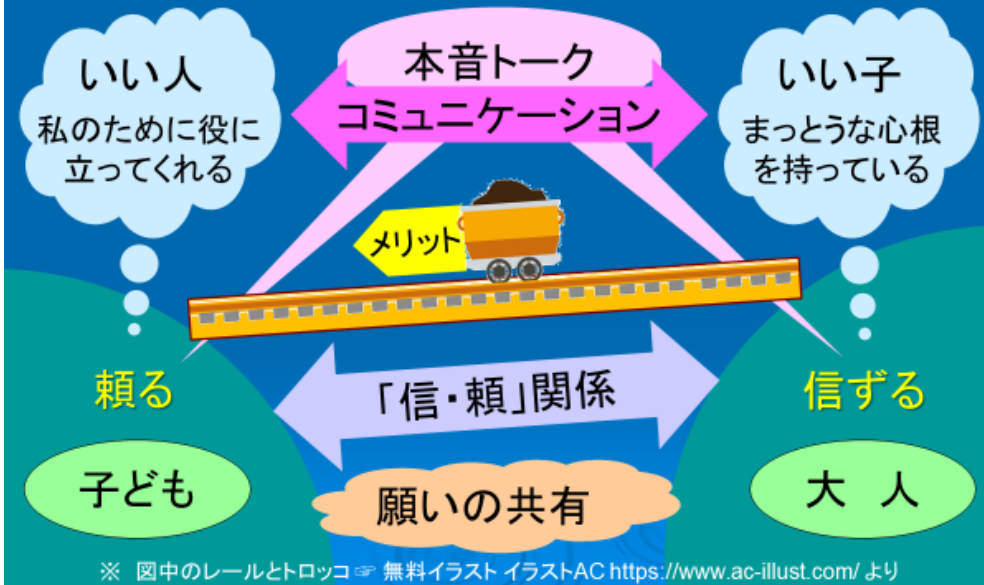 いい人
私のために役に
立ってくれる
本音トーク
コミュニケーション
いい子
まっとうな心根
を持っている
メリット
頼る
「信・頼」関係
信ずる
子ども
願いの共有
大 人
※ 図中のレールとトロッコ☞ 無料イラスト イラストAC https://www.ac-illust.com/ より